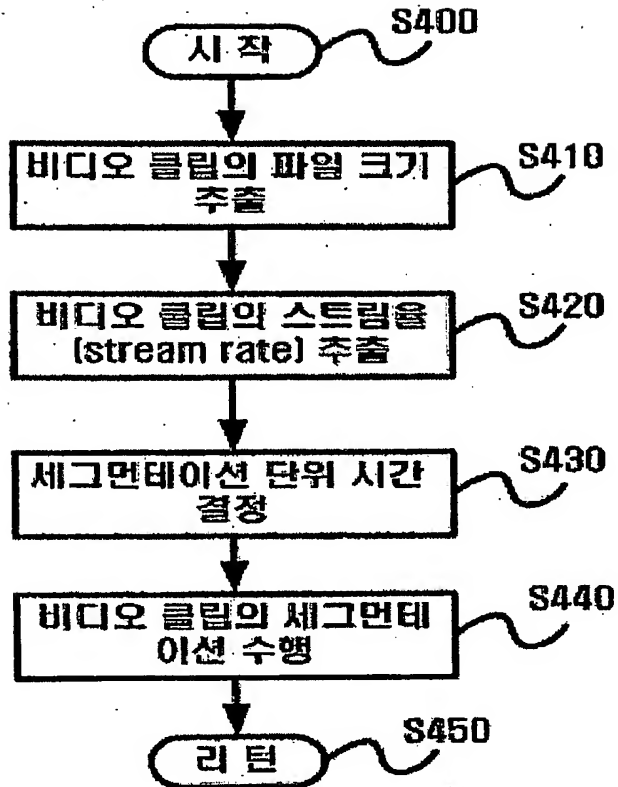 S400
시 작
S410
비디오 클립의 파일 크기
추출
S420
비디오 클립의 스트림율
(stream rate) 추출
S430
세그먼테이션 단위 시간
결정
S440
비디오 클립의 세그먼테
이션 수행
S450
리 턴